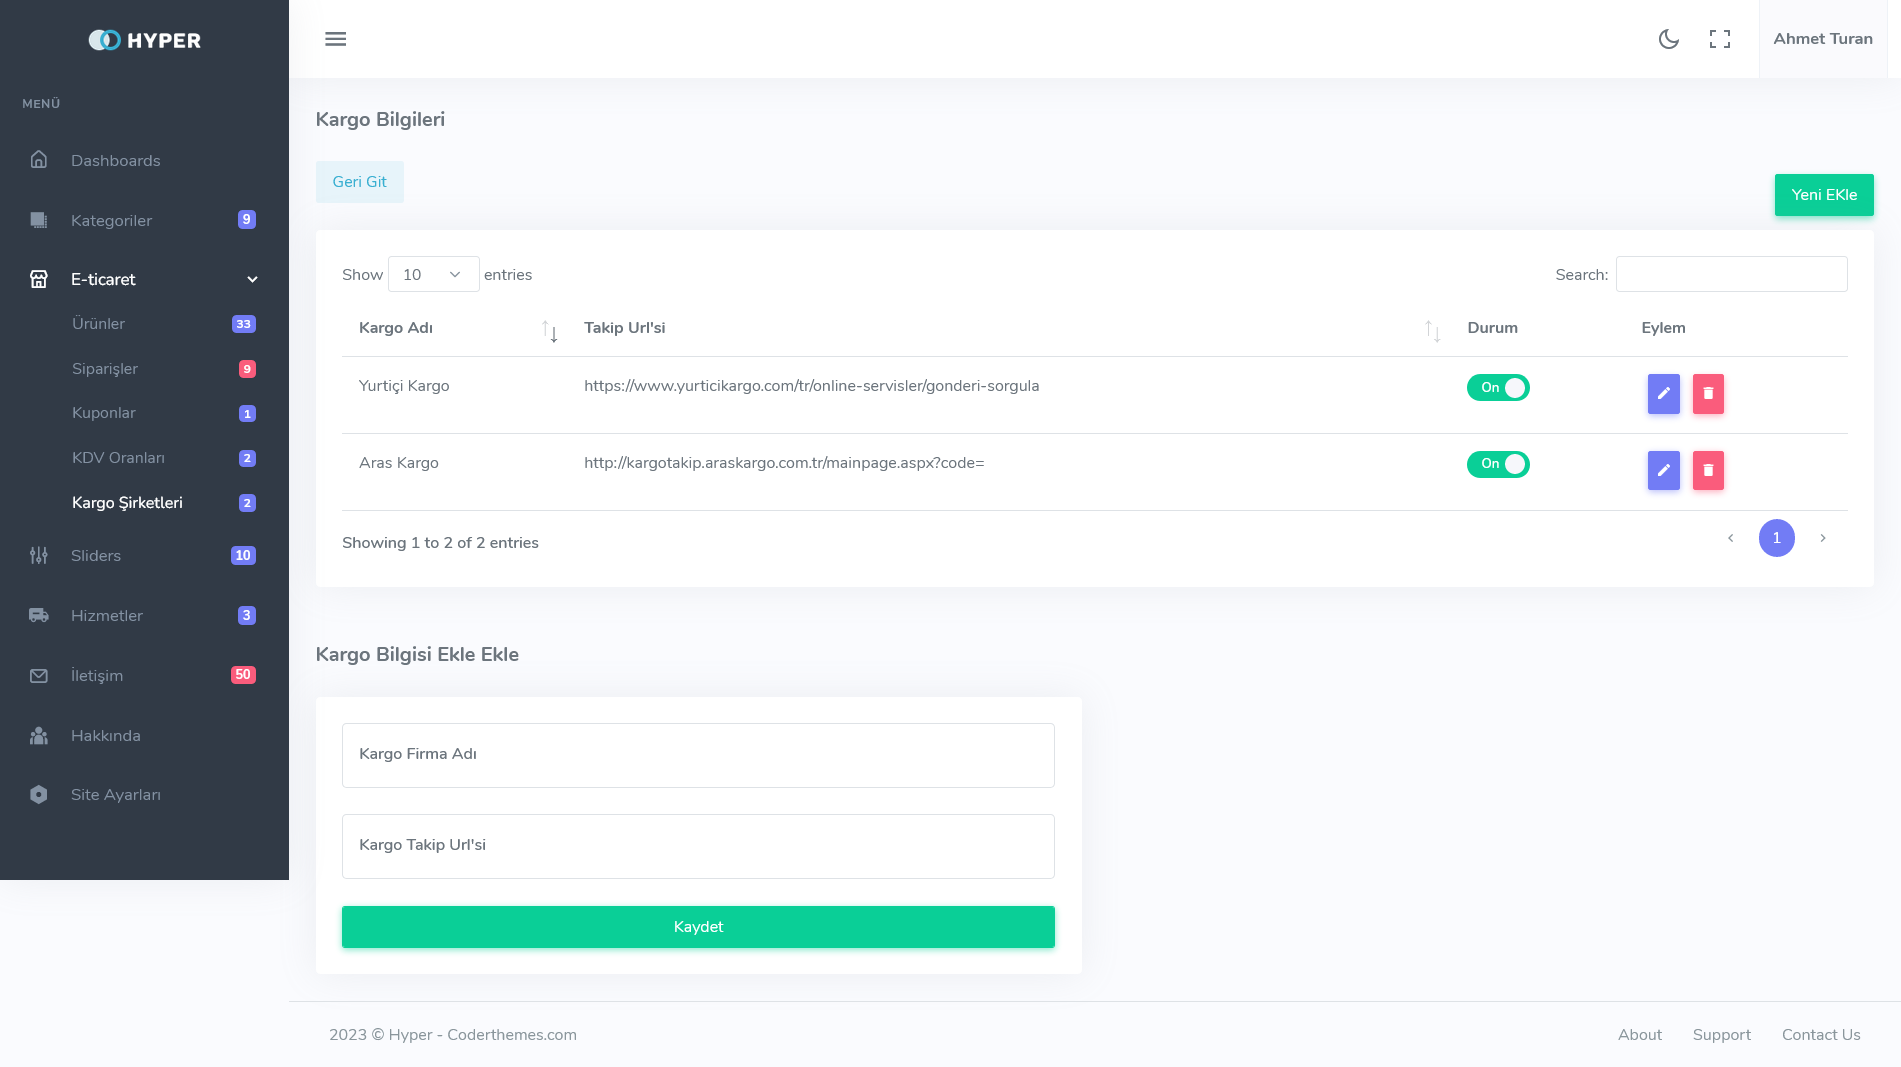 HYPER
MENÜ
Dashboards
Kategoriler 9
E-ticaret
Ürünler 33
Siparişler 9
Kuponlar 1
KDV Oranları 2
Kargo Şirketleri 2
Sliders 10
Hizmetler 3
İletişim 50
Hakkında
Site Ayarları
Ahmet Turan
Kargo Bilgileri
Geri Git
Yeni EKle
Show 10 entries
Search:
Kargo Adı Takip Url'si Durum Eylem
Yurtiçi Kargo https://www.yurticikargo.com/tr/online-servisler/gonderi-sorgula On
Aras Kargo http://kargotakip.araskargo.com.tr/mainpage.aspx?code= On
Showing 1 to 2 of 2 entries
‹ 1 ›
Kargo Bilgisi Ekle Ekle
Kargo Firma Adı
Kargo Takip Url'si
Kaydet
2023 © Hyper - Coderthemes.com
About Support Contact Us